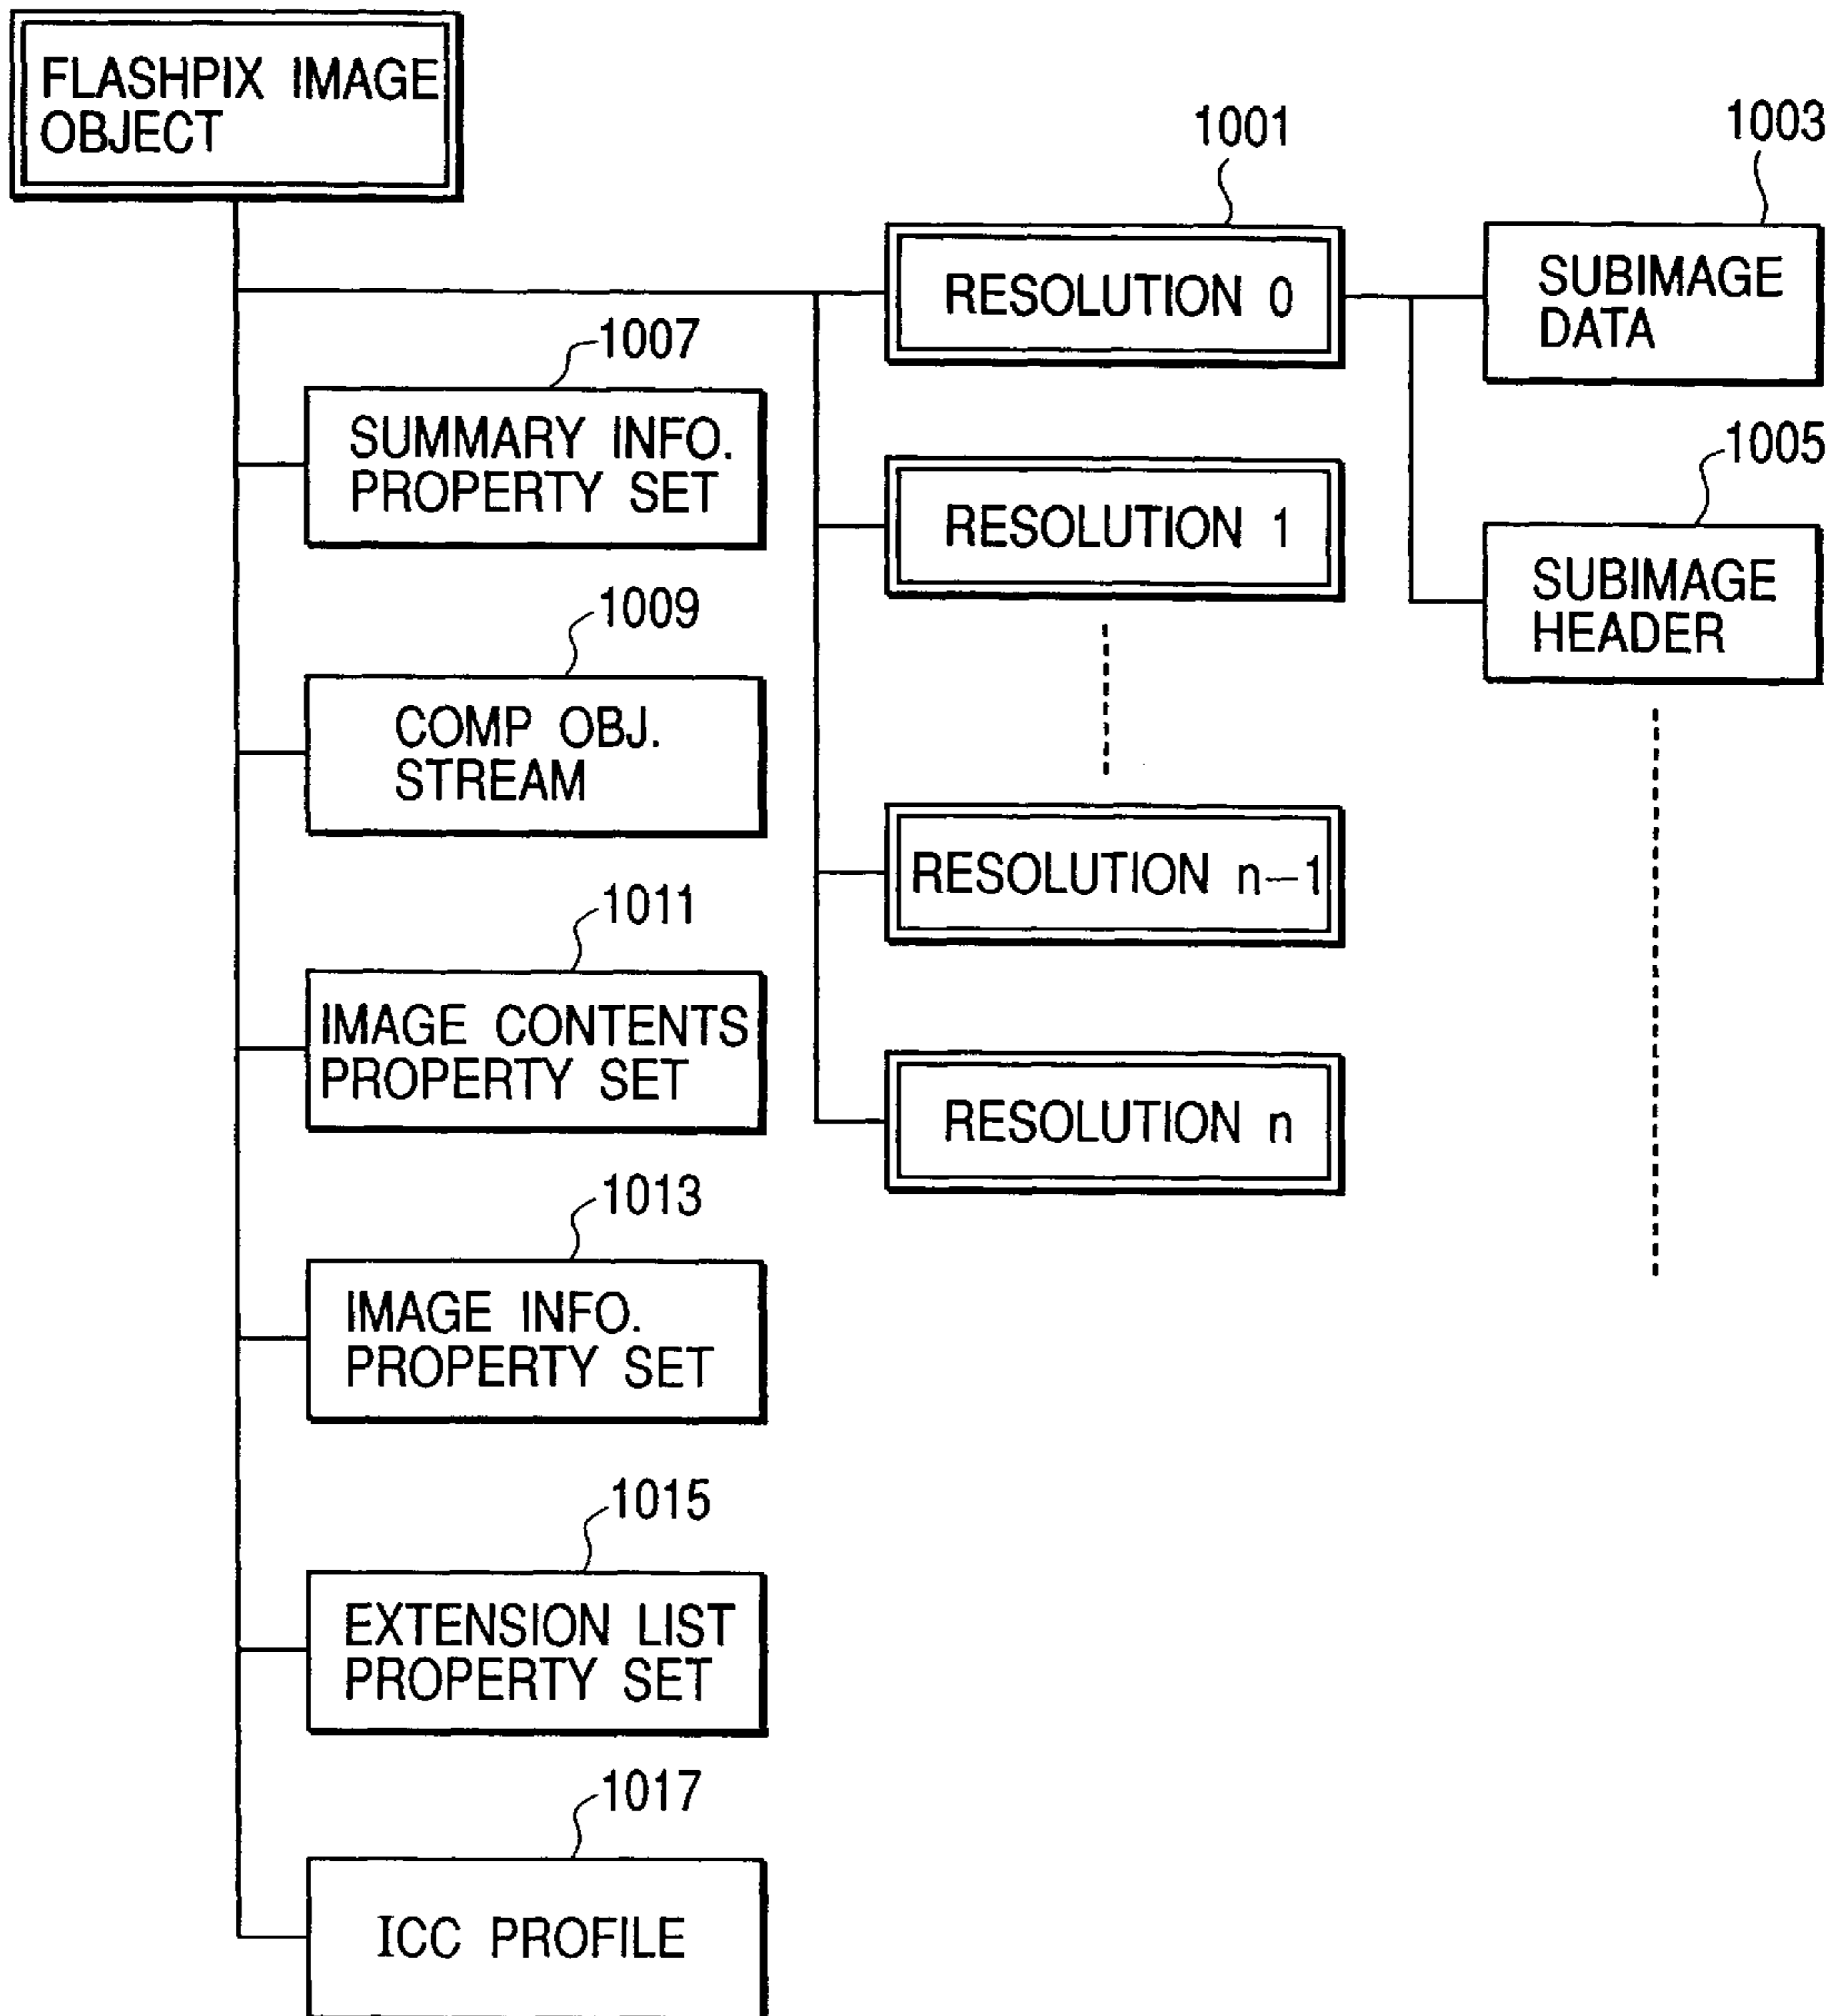 FLASHPIX IMAGE
OBJECT
1001
1003
RESOLUTION 0
SUBIMAGE
DATA
1007
SUMMARY INFO.
PROPERTY SET
RESOLUTION 1
1005
SUBIMAGE
HEADER
1009
COMP OBJ.
STREAM
RESOLUTION n-1
1011
IMAGE CONTENTS
PROPERTY SET
RESOLUTION n
1013
IMAGE INFO.
PROPERTY SET
1015
EXTENSION LIST
PROPERTY SET
1017
ICC PROFILE